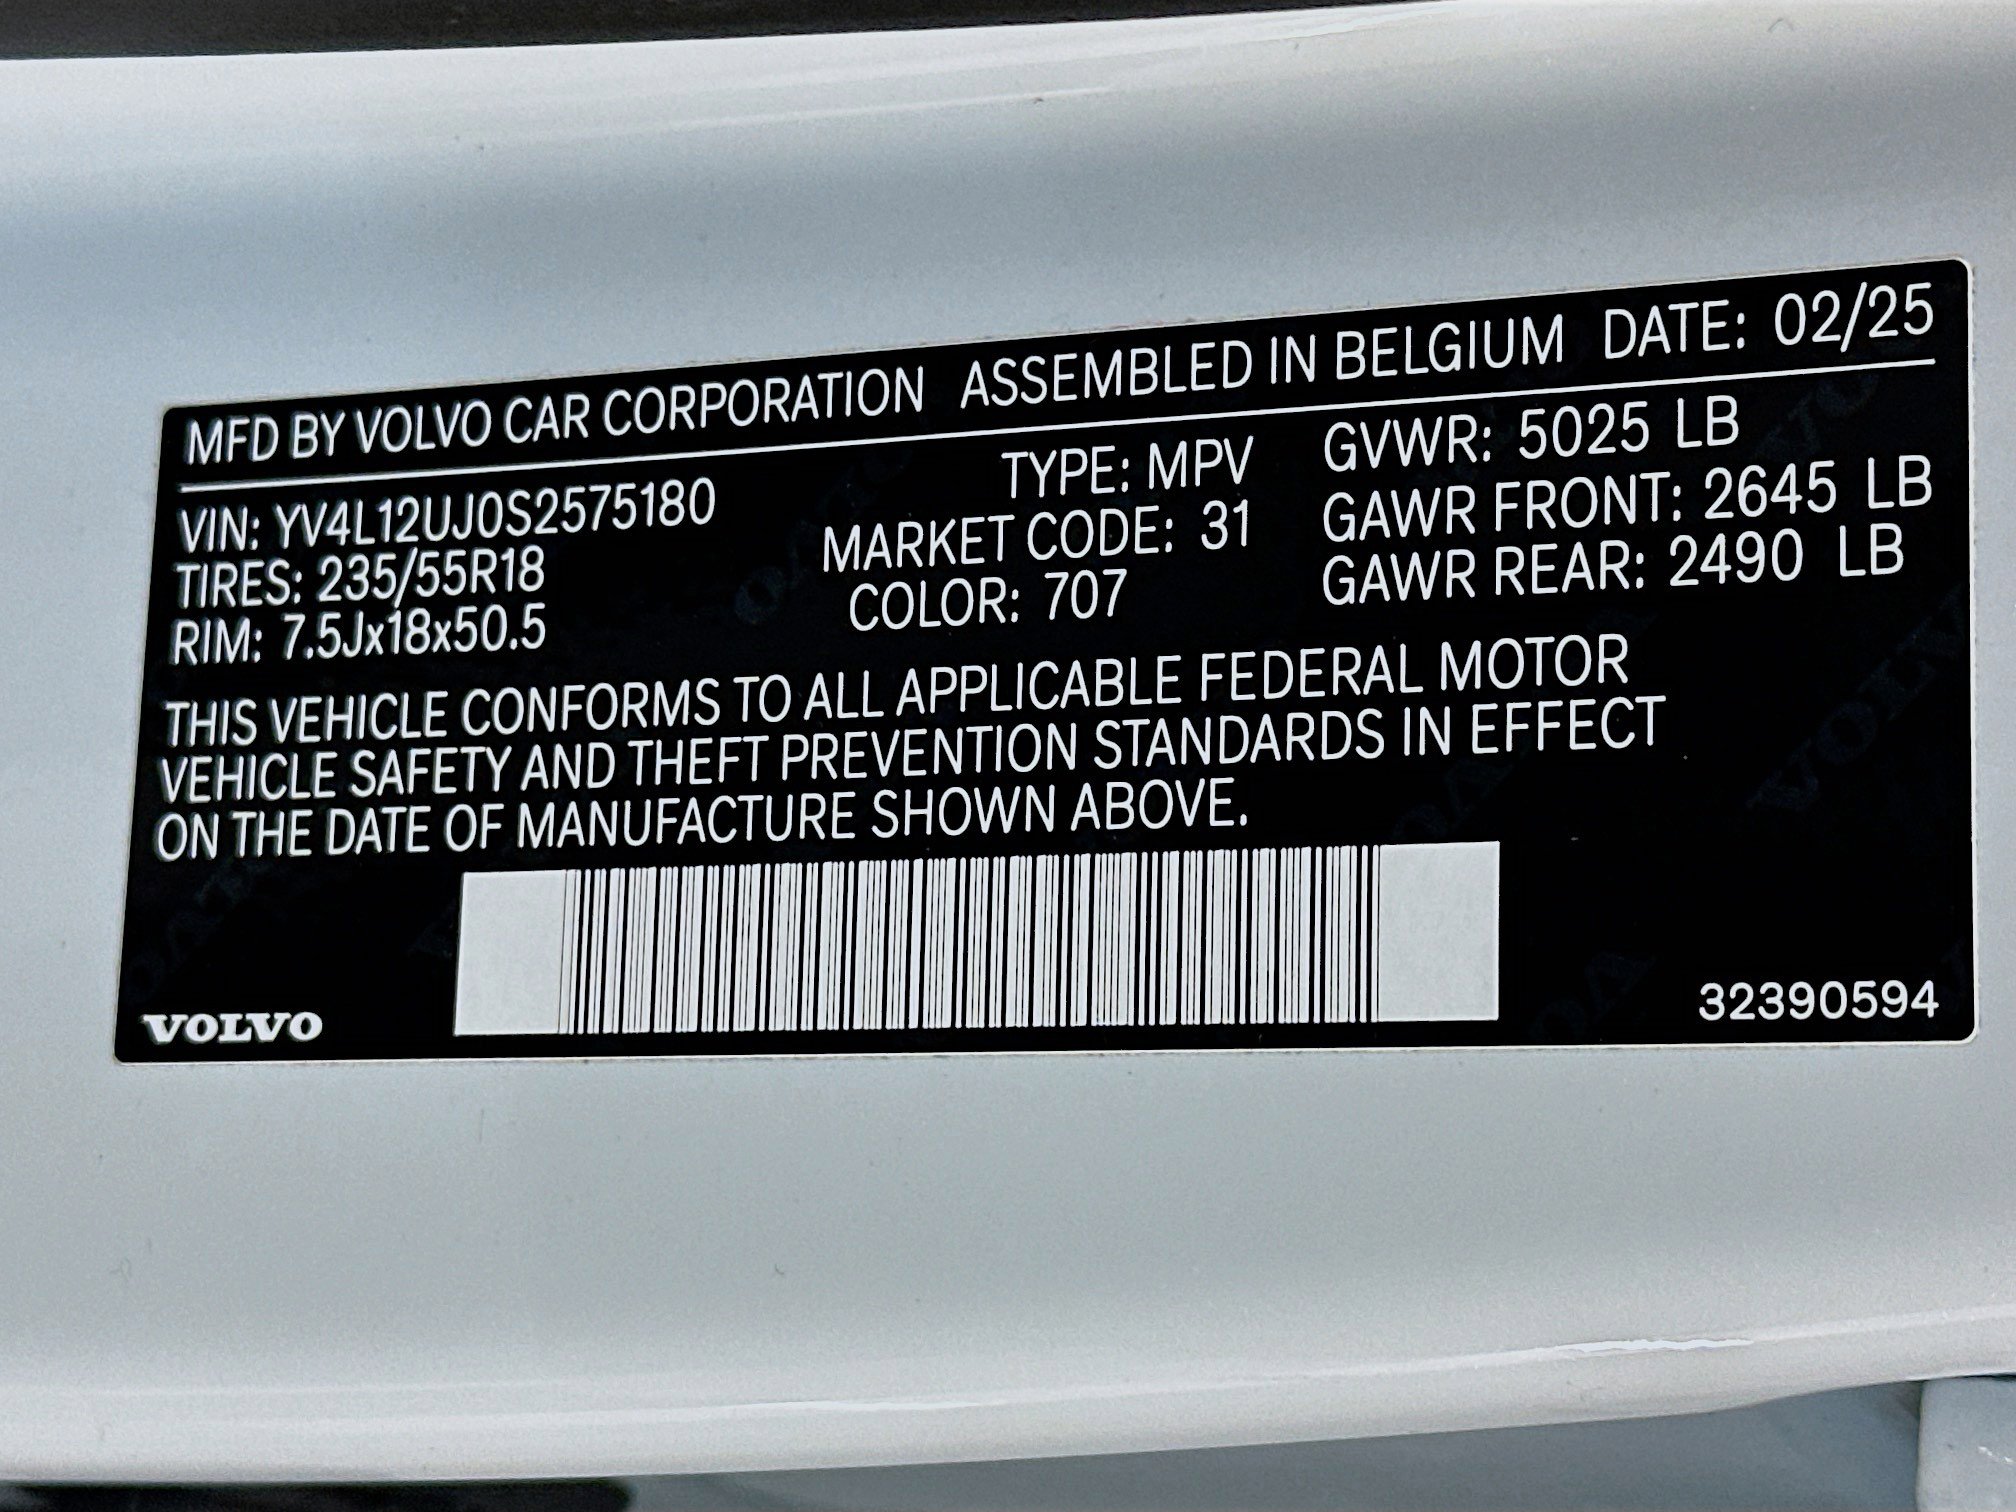 MFD BY VOLVO CAR CORPORATION ASSEMBLED IN BELGIUM DATE: 02/25
VIN: YV4L12UJ0S2575180 TYPE: MPV GVWR: 5025 LB
TIRES: 235/55R18 MARKET CODE: 31 GAWR FRONT: 2645 LB
RIM: 7.5Jx18x50.5 COLOR: 707 GAWR REAR: 2490 LB
THIS VEHICLE CONFORMS TO ALL APPLICABLE FEDERAL MOTOR
VEHICLE SAFETY AND THEFT PREVENTION STANDARDS IN EFFECT
ON THE DATE OF MANUFACTURE SHOWN ABOVE.
VOLVO 32390594